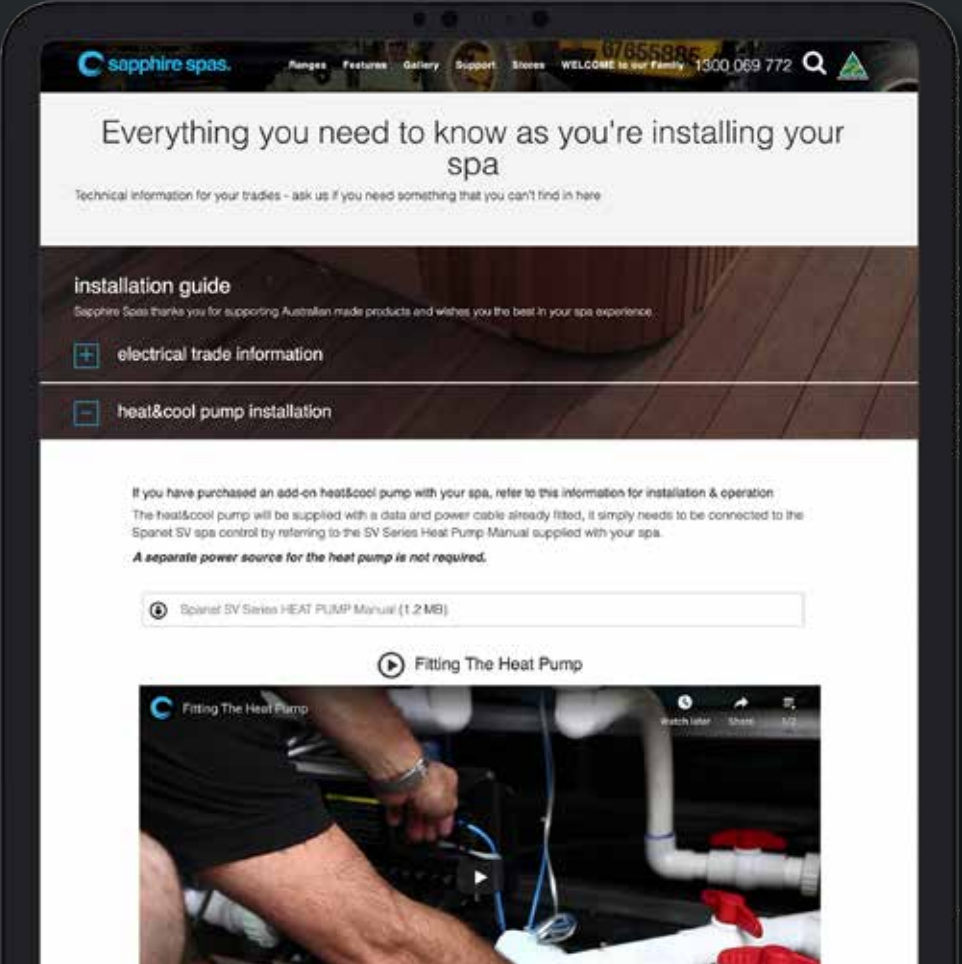 sapphire spas.
Ranges Features Gallery Support Stores WELCOME to our Family 1300 069 772
67655885
Everything you need to know as you're installing your
spa
Technical information for your tradies - ask us if you need something that you can't find in here
installation guide
Sapphire Spas thanks you for supporting Australian made products and wishes you the best in your spa experience.
electrical trade information
heat&cool pump installation
If you have purchased an add-on heat&cool pump with your spa, refer to this information for installation & operation
The heat&cool pump will be supplied with a data and power cable already fitted, it simply needs to be connected to the
Spanet SV spa control by referring to the SV Series Heat Pump Manual supplied with your spa.
A separate power source for the heat pump is not required.
Spanet SV Series HEAT PUMP Manual (1.2 MB)
Fitting The Heat Pump
Fitting The Heat Pump
Watch later Share 1/2